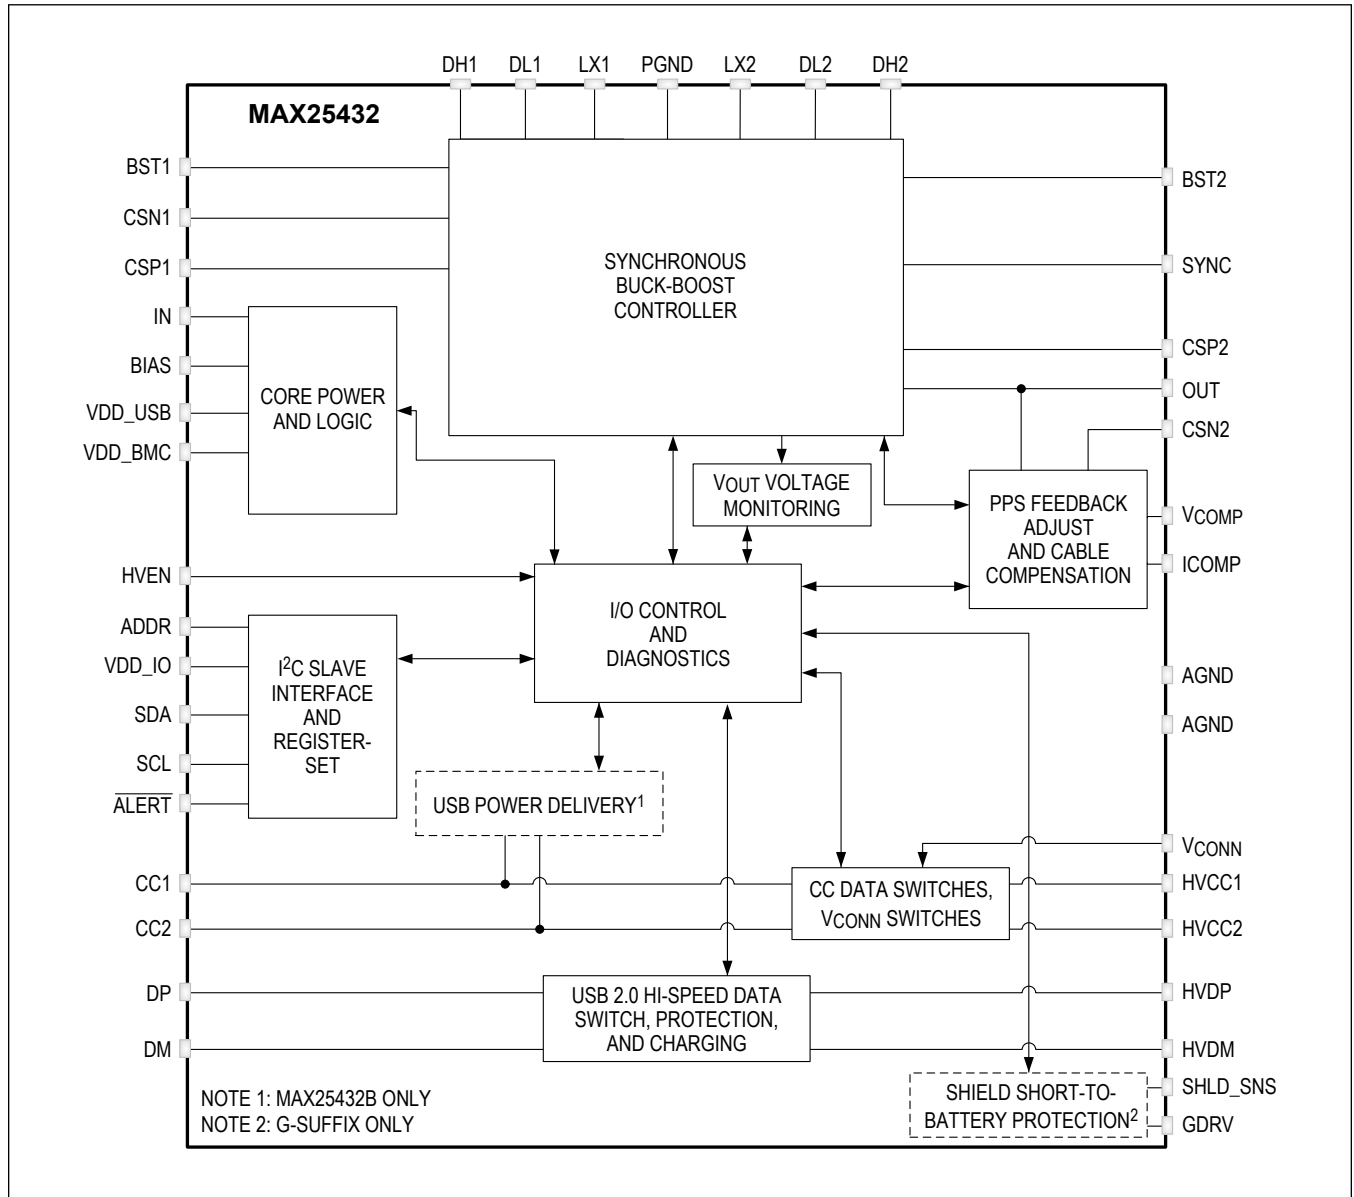 DH1 DL1 LX1 PGND LX2 DL2 DH2
MAX25432
BST1
CSN1
CSP1
IN
BIAS
VDD_USB
VDD_BMC
HVEN
ADDR
VDD_IO
SDA
SCL
ALERT
CC1
CC2
DP
DM
SYNCHRONOUS
BUCK-BOOST
CONTROLLER
CORE POWER
AND LOGIC
VOUT VOLTAGE
MONITORING
PPS FEEDBACK
ADJUST
AND CABLE
COMPENSATION
I/O CONTROL
AND
DIAGNOSTICS
I²C SLAVE
INTERFACE
AND
REGISTER-
SET
USB POWER DELIVERY¹
CC DATA SWITCHES,
VCONN SWITCHES
USB 2.0 HI-SPEED DATA
SWITCH, PROTECTION,
AND CHARGING
SHIELD SHORT-TO-
BATTERY PROTECTION²
BST2
SYNC
CSP2
OUT
CSN2
VCOMP
ICOMP
AGND
AGND
VCONN
HVCC1
HVCC2
HVDP
HVDM
SHLD_SNS
GDRV
NOTE 1: MAX25432B ONLY
NOTE 2: G-SUFFIX ONLY